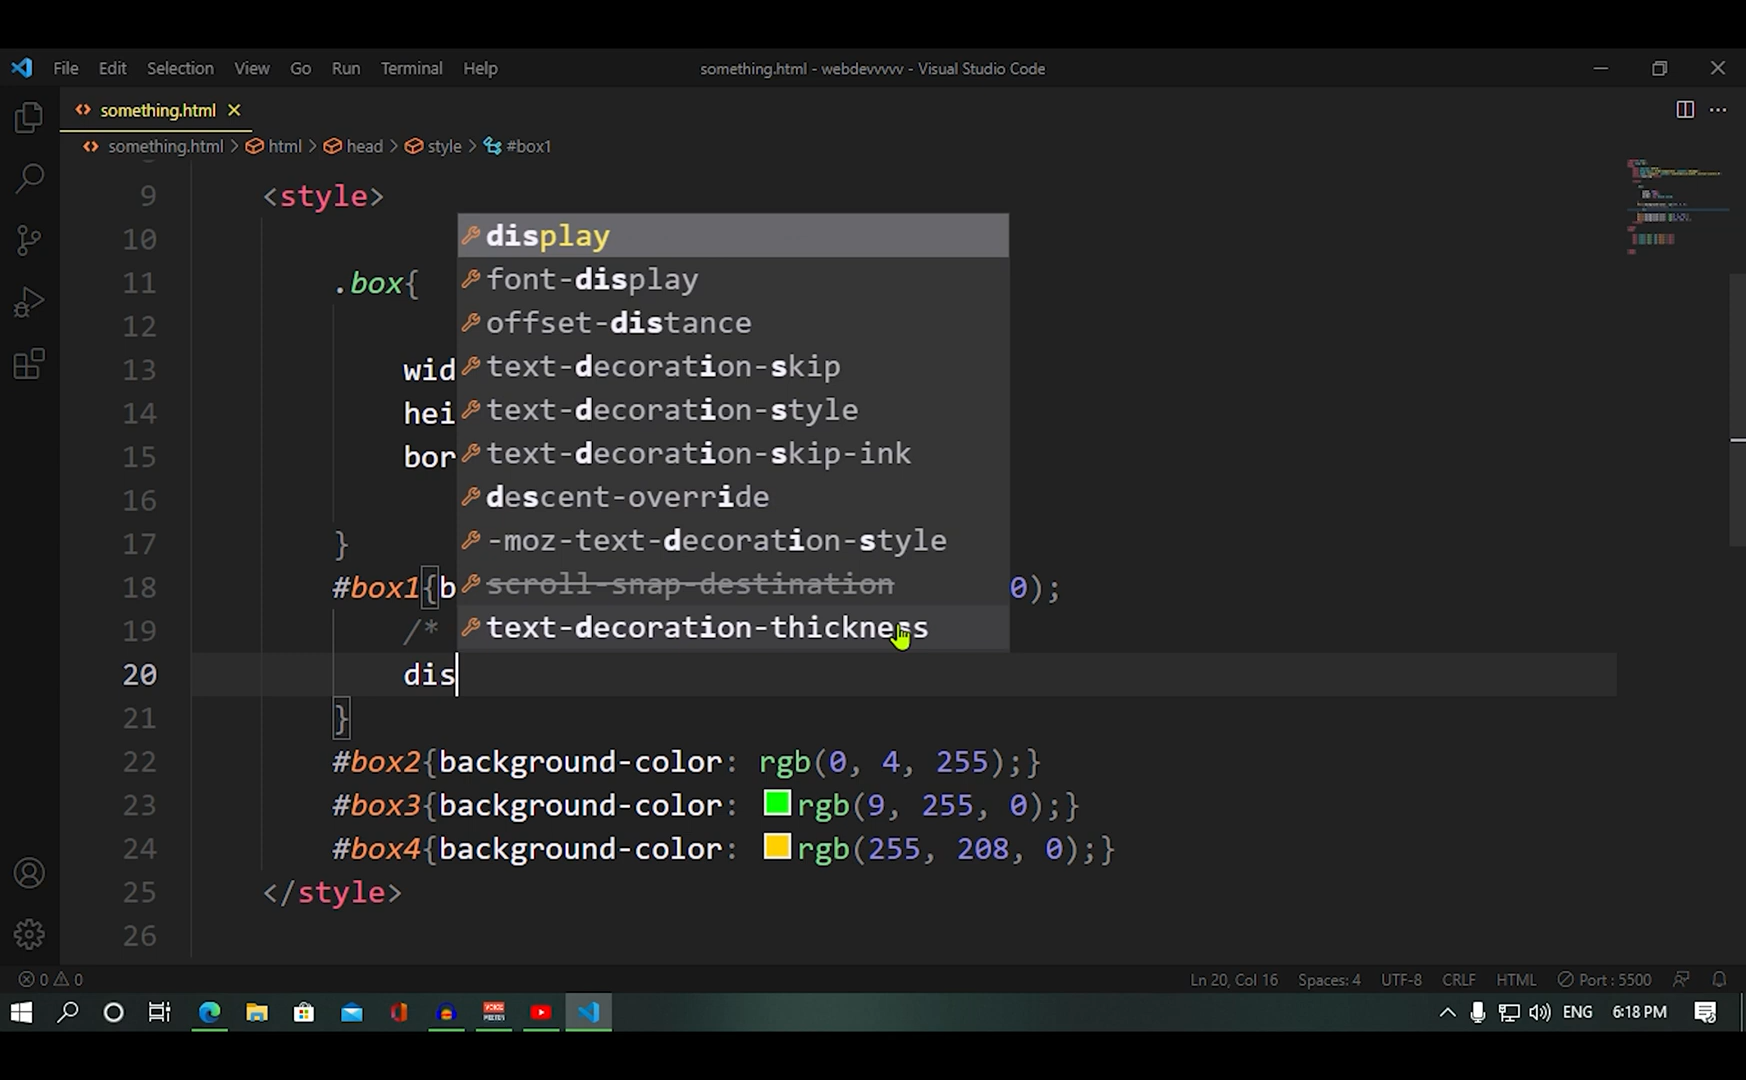 File Edit Selection View Go Run Terminal Help something.html - webdevvvvv - Visual Studio Code
something.html
something.html > html > head > style > #box1
9 <style>
10 display
11 .box{ font-display
12 offset-distance
13 wid text-decoration-skip
14 hei text-decoration-style
15 bor text-decoration-skip-ink
16 descent-override
17 } -moz-text-decoration-style
18 #box1{b scroll-snap-destination 0);
19 /* text-decoration-thickness
20 dis
21 }
22 #box2{background-color: rgb(0, 4, 255);}
23 #box3{background-color: rgb(9, 255, 0);}
24 #box4{background-color: rgb(255, 208, 0);}
25 </style>
26
0 0 Ln 20, Col 16 Spaces: 4 UTF-8 CRLF HTML Port : 5500
ENG 6:18 PM